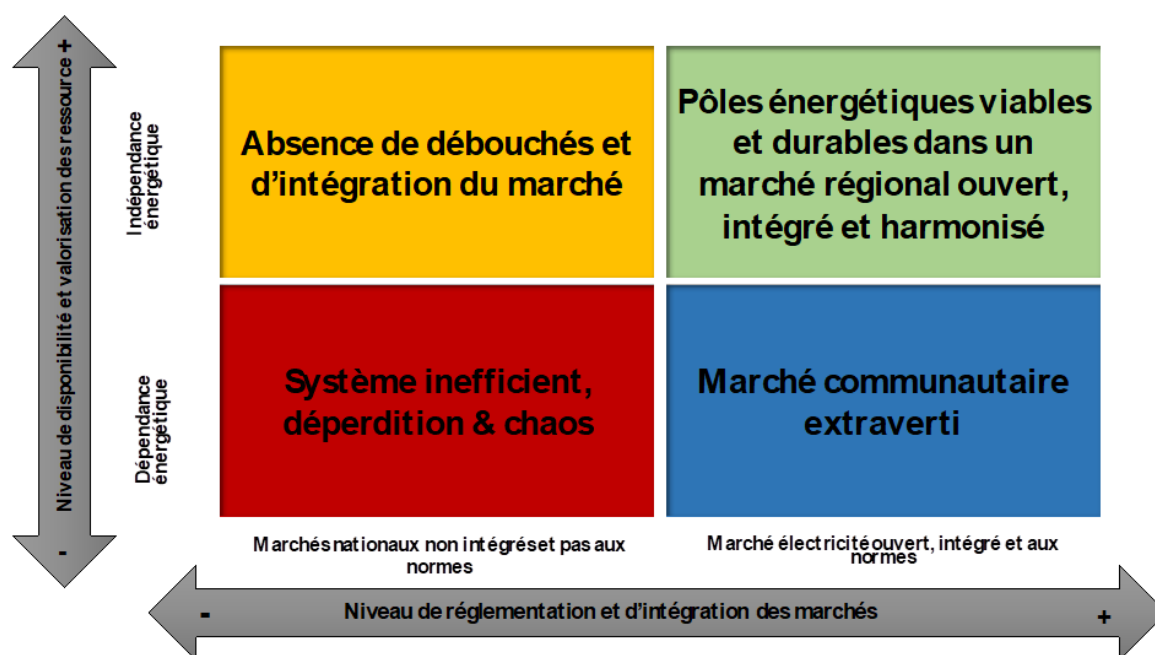 Niveau de disponibilité et valorisation des ressource
+
-
Indépendance
énergétique
Dépendance
énergétique
Absence de débouchés et
d'intégration du marché
Pôles énergétiques viables
et durables dans un
marché régional ouvert,
intégré et harmonisé
Système inefficient,
déperdition & chaos
Marché communautaire
extraverti
Marchés nationaux non intégrés et pas aux
normes
Marché électricité ouvert, intégré et aux
normes
- Niveau de réglementation et d'intégration des marchés +